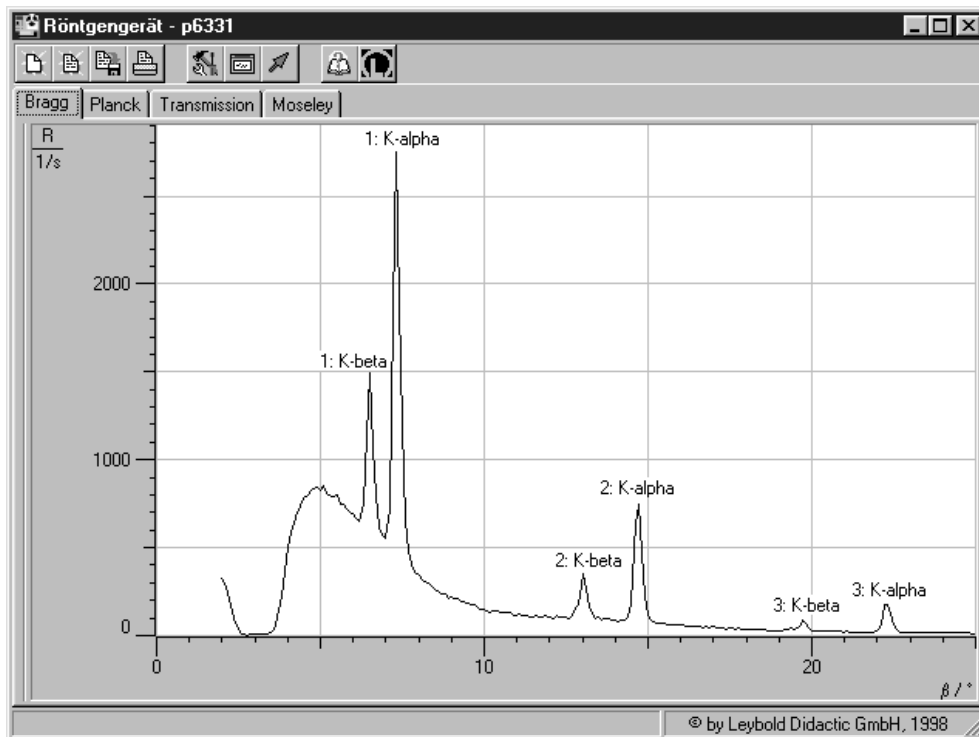 Röntgengerät - p6331
Bragg Planck Transmission Moseley
R
1/s
1: K-alpha
2000
1: K-beta
1000
2: K-alpha
2: K-beta
3: K-beta
3: K-alpha
0
0 10 20
β / °
© by Leybold Didactic GmbH, 1998